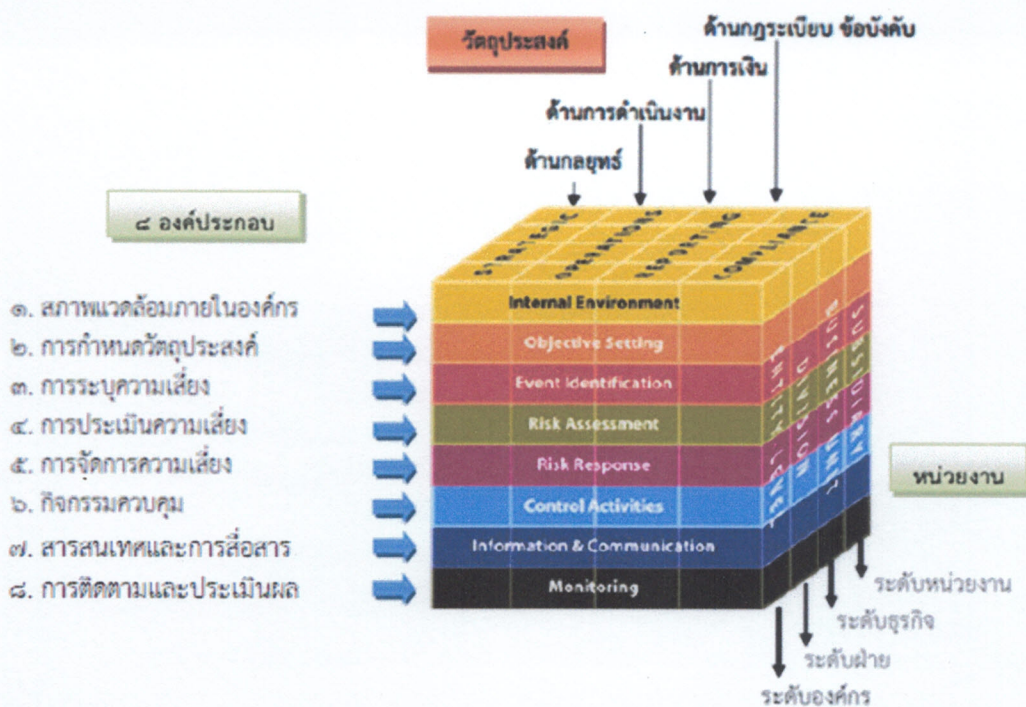 วัตถุประสงค์
ด้านกฎระเบียบ ข้อบังคับ
ด้านการเงิน
ด้านการดำเนินงาน
ด้านกลยุทธ์
๘ องค์ประกอบ
STRATEGIC
OPERATIONS
REPORTING
COMPLIANCE
๑. สภาพแวดล้อมภายในองค์กร
๒. การกำหนดวัตถุประสงค์
๓. การระบุความเสี่ยง
๔. การประเมินความเสี่ยง
๕. การจัดการความเสี่ยง
๖. กิจกรรมควบคุม
๗. สารสนเทศและการสื่อสาร
๘. การติดตามและประเมินผล
Internal Environment
Objective Setting
Event Identification
Risk Assessment
Risk Response
Control Activities
Information & Communication
Monitoring
ENTITY LEVEL
DIVISION
BUSINESS UNIT
SUBSIDIARY
หน่วยงาน
ระดับหน่วยงาน
ระดับธุรกิจ
ระดับฝ่าย
ระดับองค์กร